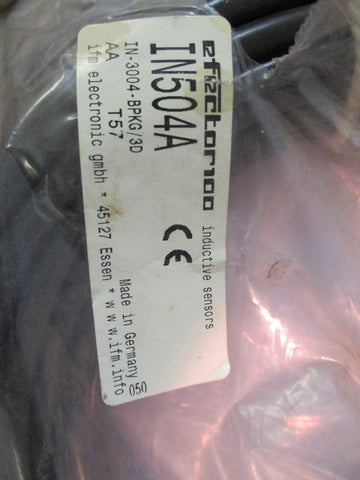 efector100 inductive sensors
IN504A CE
IN-3004-BPKG/3D Made in Germany
AA T57 050
ifm electronic gmbh * 45127 Essen * www.ifm.info